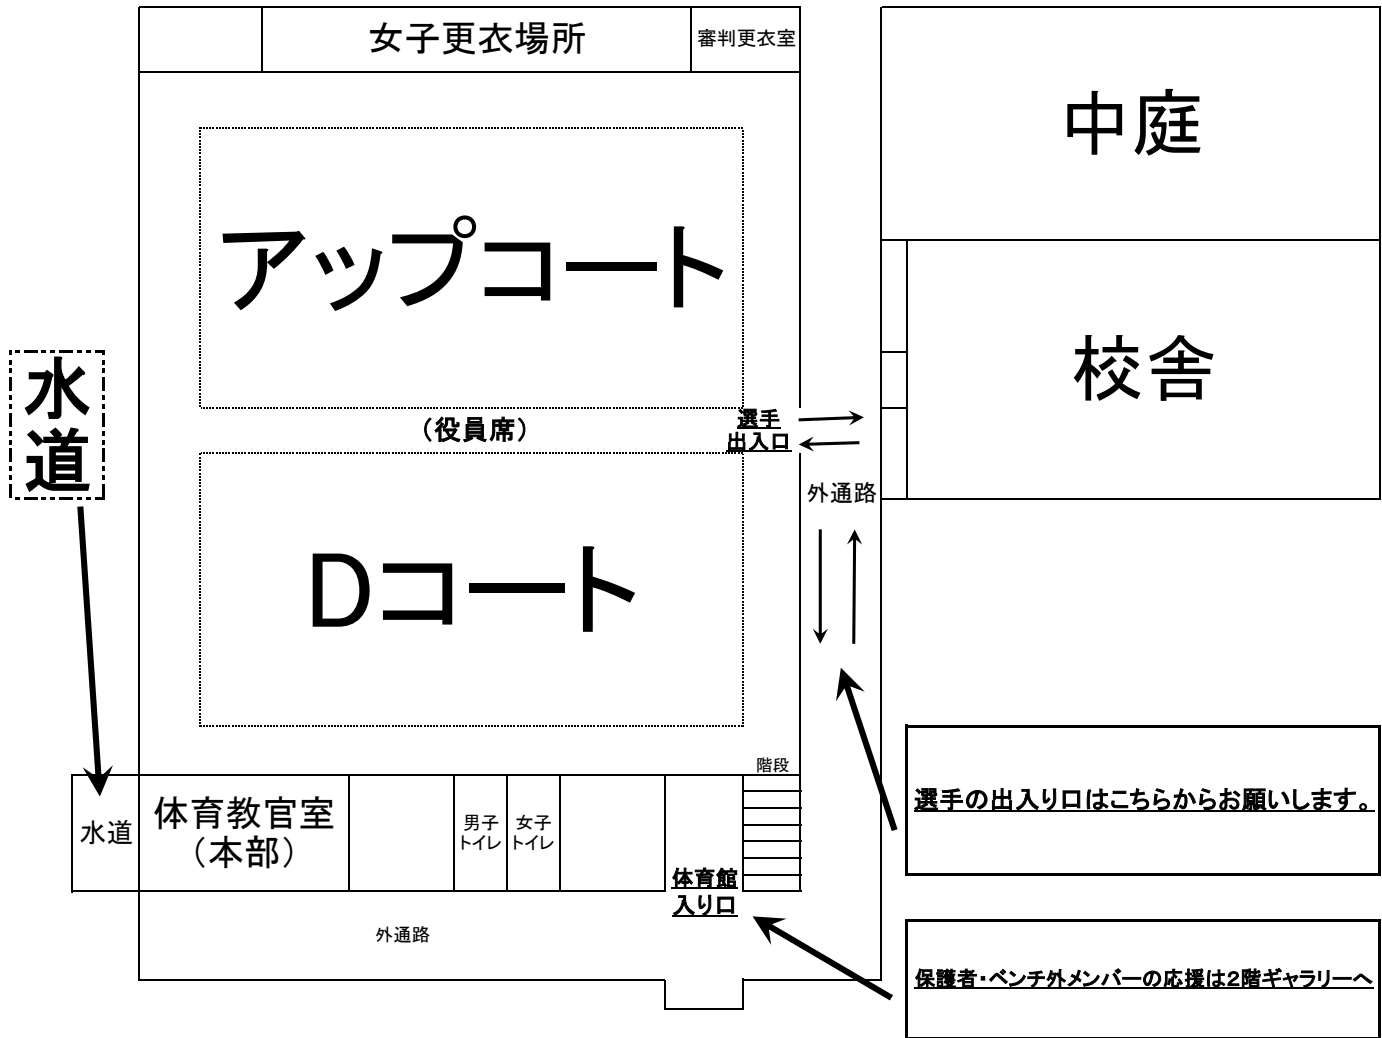 女子更衣場所
審判更衣室
中庭
アップコート
校舎
水
道
（役員席）
選手
出入口
外通路
Dコート
階段
選手の出入り口はこちらからお願いします。
水道
体育教官室
（本部）
男子
トイレ
女子
トイレ
体育館
入り口
外通路
保護者・ベンチ外メンバーの応援は2階ギャラリーへ